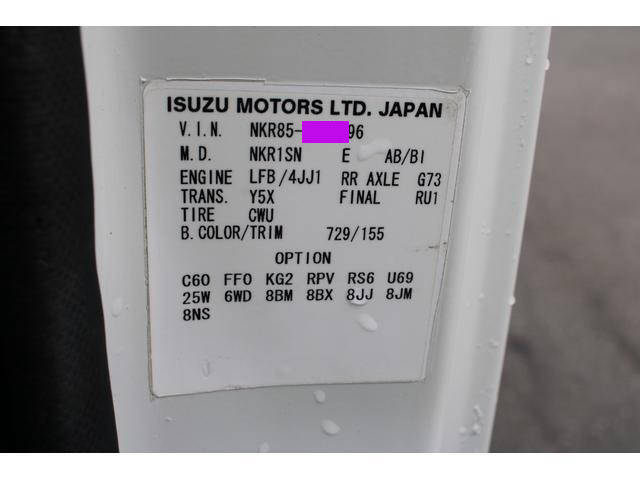 ISUZU MOTORS LTD. JAPAN
V.I.N. NKR85- 96
M.D. NKR1SN E AB/BI
ENGINE LFB/4JJ1 RR AXLE G73
TRANS. Y5X FINAL RU1
TIRE CWU
B.COLOR/TRIM 729/155
OPTION
C60 FF0 KG2 RPV RS6 U69
25W 6WD 8BM 8BX 8JJ 8JM
8NS